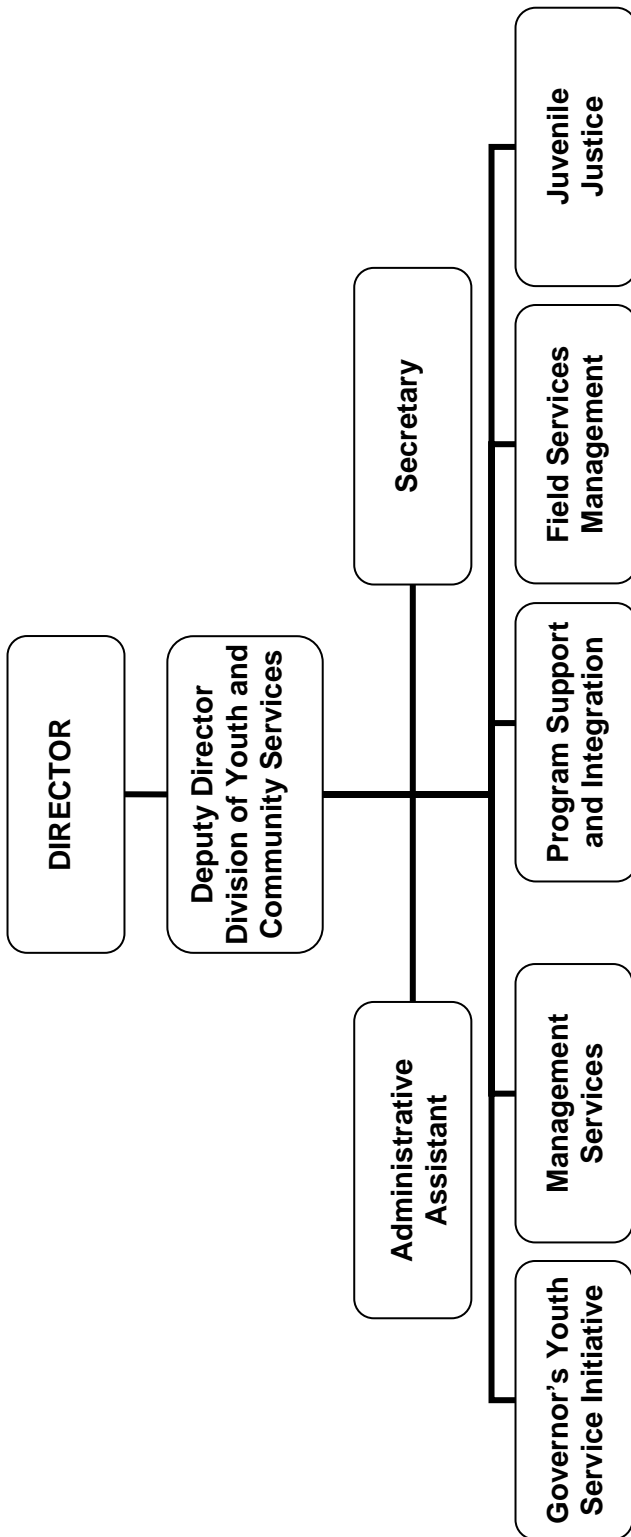 DIRECTOR
Deputy Director
Division of Youth and
Community Services
Administrative
Assistant
Secretary
Governor’s Youth
Service Initiative
Management
Services
Program Support
and Integration
Field Services
Management
Juvenile
Justice